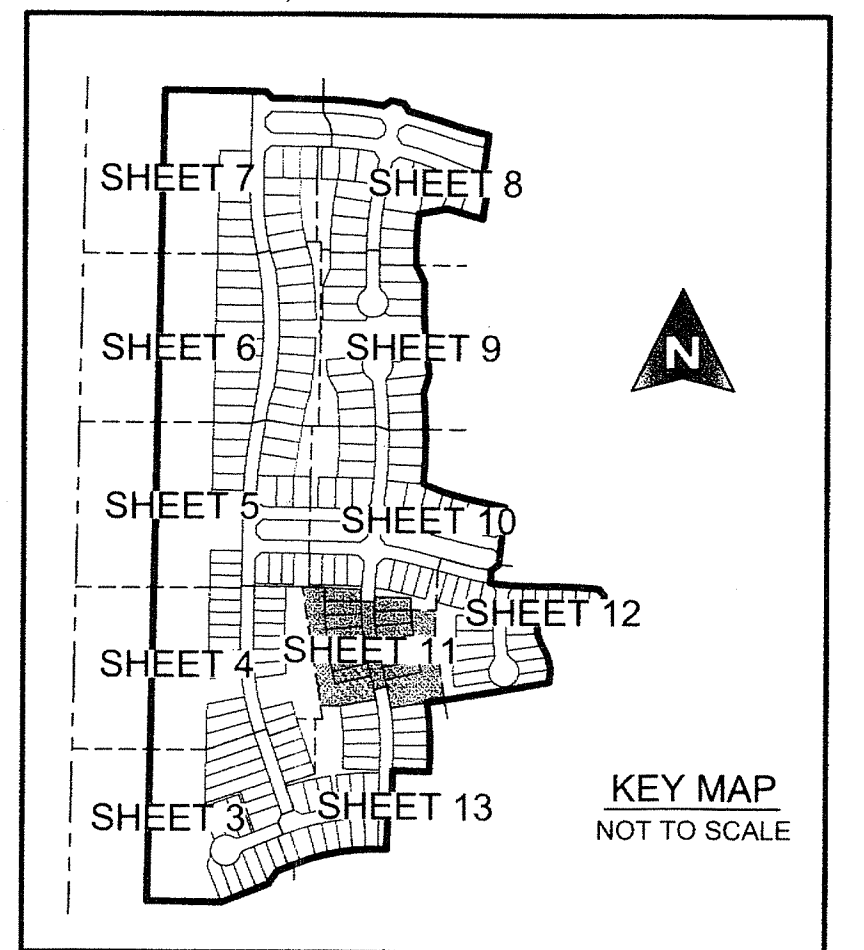 SHEET 7
SHEET 8
SHEET 6
SHEET 9
N
SHEET 5
SHEET 10
SHEET 12
SHEET 11
SHEET 4
KEY MAP
SHEET 3
SHEET 13
NOT TO SCALE